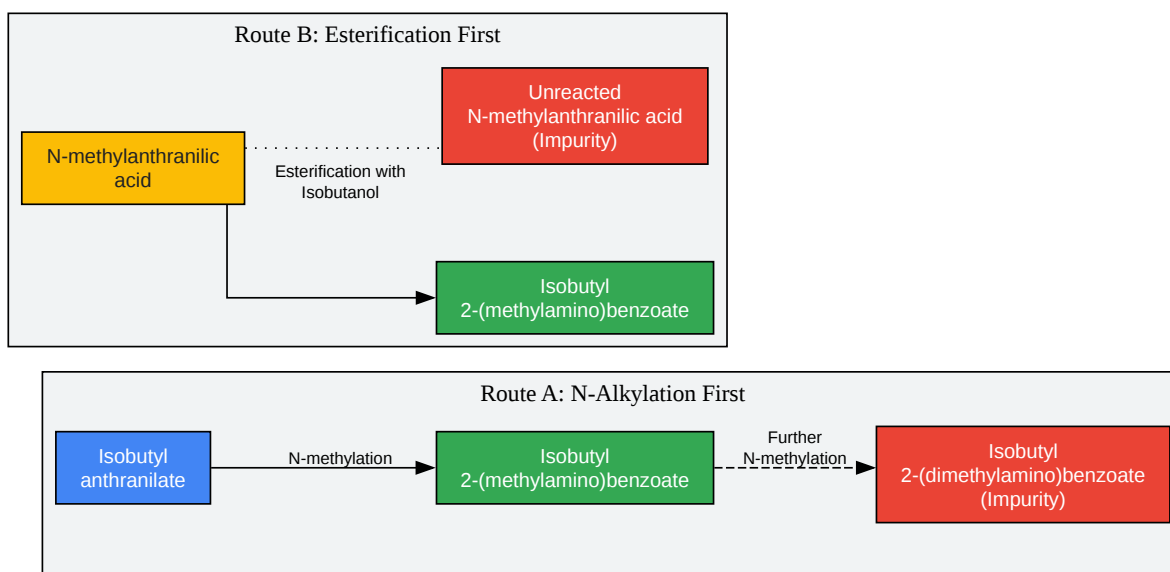 Route B: Esterification First
Unreacted
N-methylanthranilic acid
(Impurity)
N-methylanthranilic
acid
Esterification with
Isobutanol
Isobutyl
2-(methylamino)benzoate
Route A: N-Alkylation First
Isobutyl
anthranilate
N-methylation
Isobutyl
2-(methylamino)benzoate
Further
N-methylation
Isobutyl
2-(dimethylamino)benzoate
(Impurity)